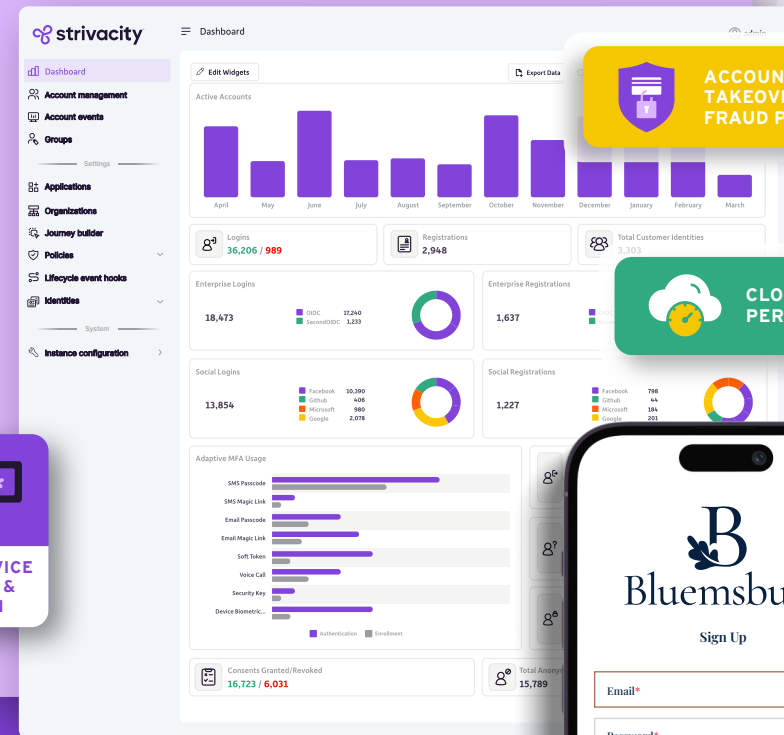 strivacity
Dashboard
admin
Dashboard
Account management
Account events
Groups
Settings
Applications
Organizations
Journey builder
Policies
Lifecycle event hooks
Identities
System
Instance configuration
Edit Widgets
Export Data
Active Accounts
April May June July August September October November December January February March
ACCOUN
TAKEOV
FRAUD P
Logins
36,206 / 989
Registrations
2,948
Total Customer Identities
3,303
Enterprise Logins
18,473
OIDC 17,240
SecondOIDC 1,233
Enterprise Registrations
1,637
CLO
PER
Social Logins
13,854
Facebook 10,390
Github 406
Microsoft 980
Google 2,078
Social Registrations
1,227
Facebook 798
Github 44
Microsoft 184
Google 201
Adaptive MFA Usage
SMS Passcode
SMS Magic Link
Email Passcode
Email Magic Link
Soft Token
Voice Call
Security Key
Device Biometric...
Authentication Enrollment
Consents Granted/Revoked
16,723 / 6,031
Total Anony
15,789
VICE
&
B
Bluemsbu
Sign Up
Email*